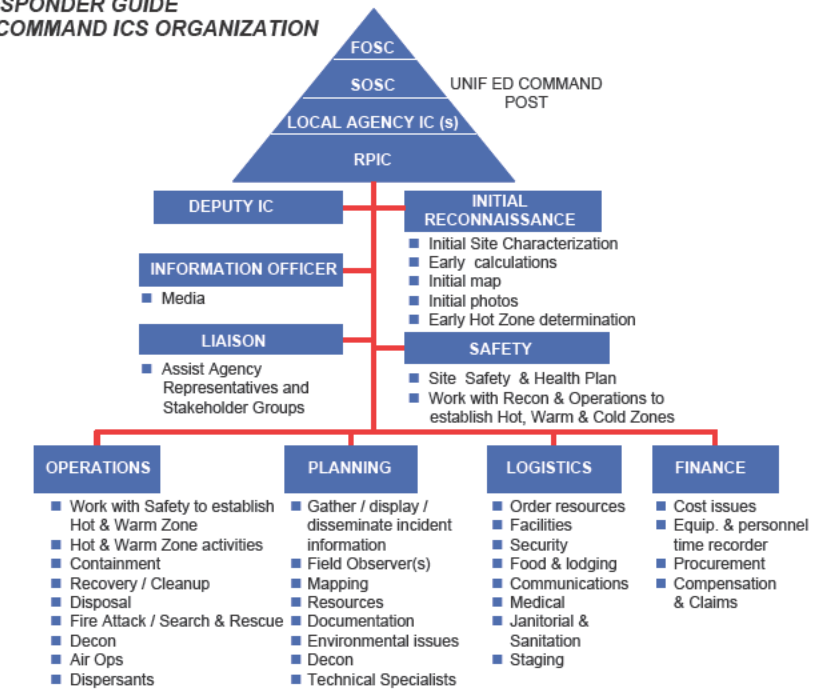 SPONDER GUIDE
COMMAND ICS ORGANIZATION
FOSC
SOSC
LOCAL AGENCY IC (s)
RPIC
UNIF ED COMMAND
POST
DEPUTY IC
INITIAL
RECONNAISSANCE
Initial Site Characterization
Early calculations
Initial map
Initial photos
Early Hot Zone determination
INFORMATION OFFICER
Media
LIAISON
Assist Agency
Representatives and
Stakeholder Groups
SAFETY
Site Safety & Health Plan
Work with Recon & Operations to
establish Hot, Warm & Cold Zones
OPERATIONS
Work with Safety to establish
Hot & Warm Zone
Hot & Warm Zone activities
Containment
Recovery / Cleanup
Disposal
Fire Attack / Search & Rescue
Decon
Air Ops
Dispersants
PLANNING
Gather / display /
disseminate incident
information
Field Observer(s)
Mapping
Resources
Documentation
Environmental issues
Decon
Technical Specialists
LOGISTICS
Order resources
Facilities
Security
Food & lodging
Communications
Medical
Janitorial &
Sanitation
Staging
FINANCE
Cost issues
Equip. & personnel
time recorder
Procurement
Compensation
& Claims